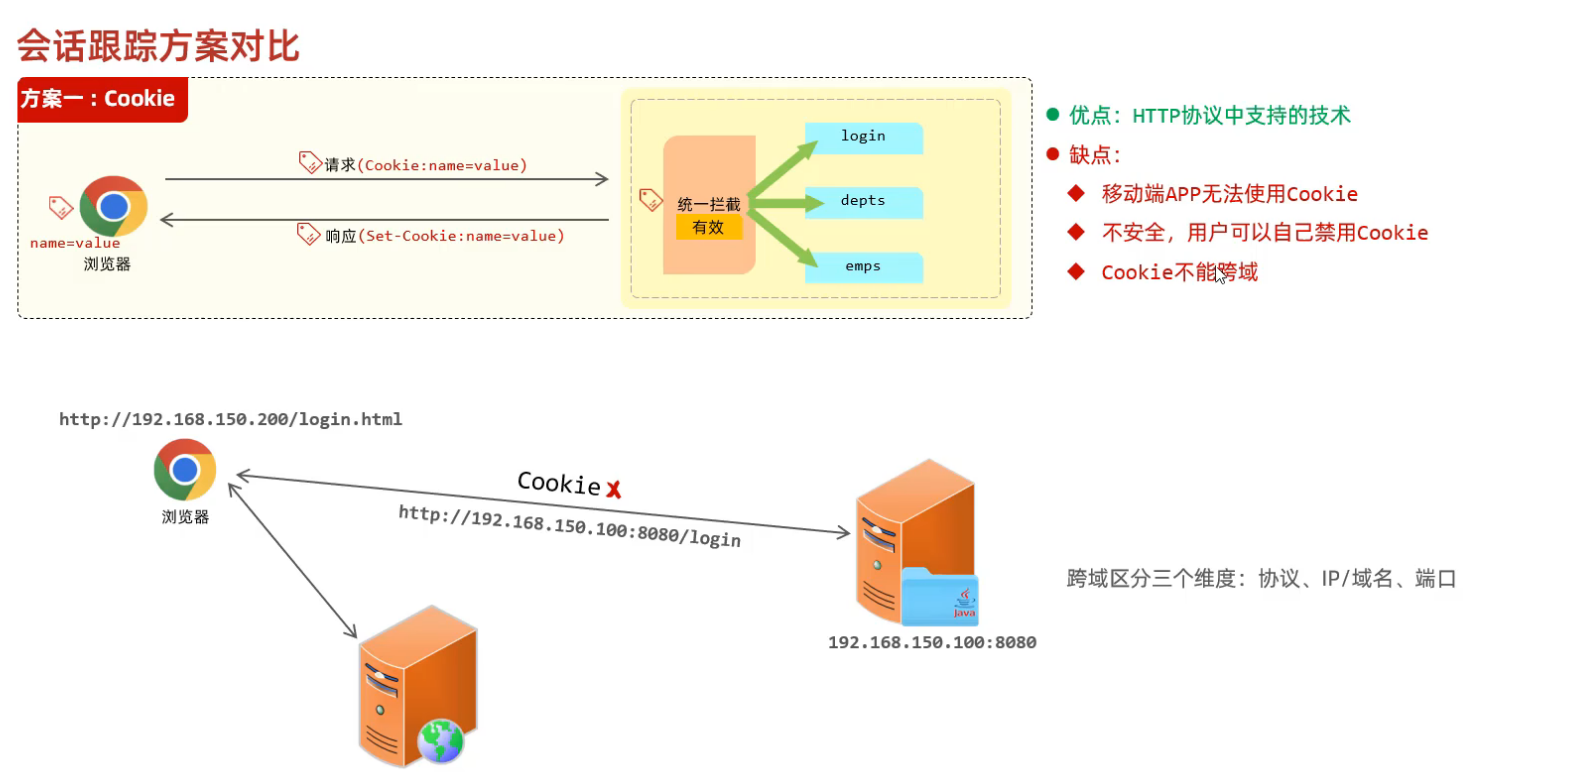 会话跟踪方案对比
方案一：Cookie
请求(Cookie:name=value)
响应(Set-Cookie:name=value)
name=value
浏览器
统一拦截
有效
login
depts
emps
优点：HTTP协议中支持的技术
缺点：
移动端APP无法使用Cookie
不安全，用户可以自己禁用Cookie
Cookie不能跨域
http://192.168.150.200/login.html
浏览器
Cookie
http://192.168.150.100:8080/login
Java
192.168.150.100:8080
跨域区分三个维度：协议、IP/域名、端口